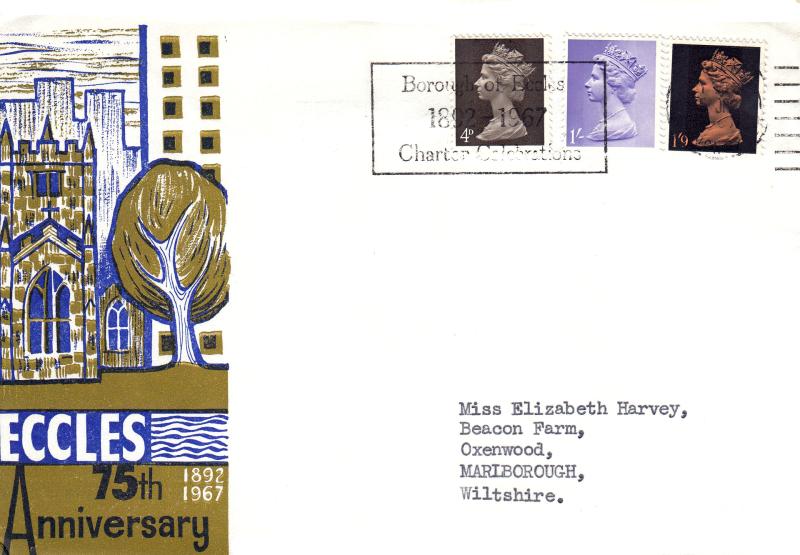 Borough of Eccles
1892-1967
Charter Celebrations
4D
1/-
1'9
Miss Elizabeth Harvey,
Beacon Farm,
Oxenwood,
MARLBOROUGH,
Wiltshire.
ECCLES
75th
1892
1967
Anniversary